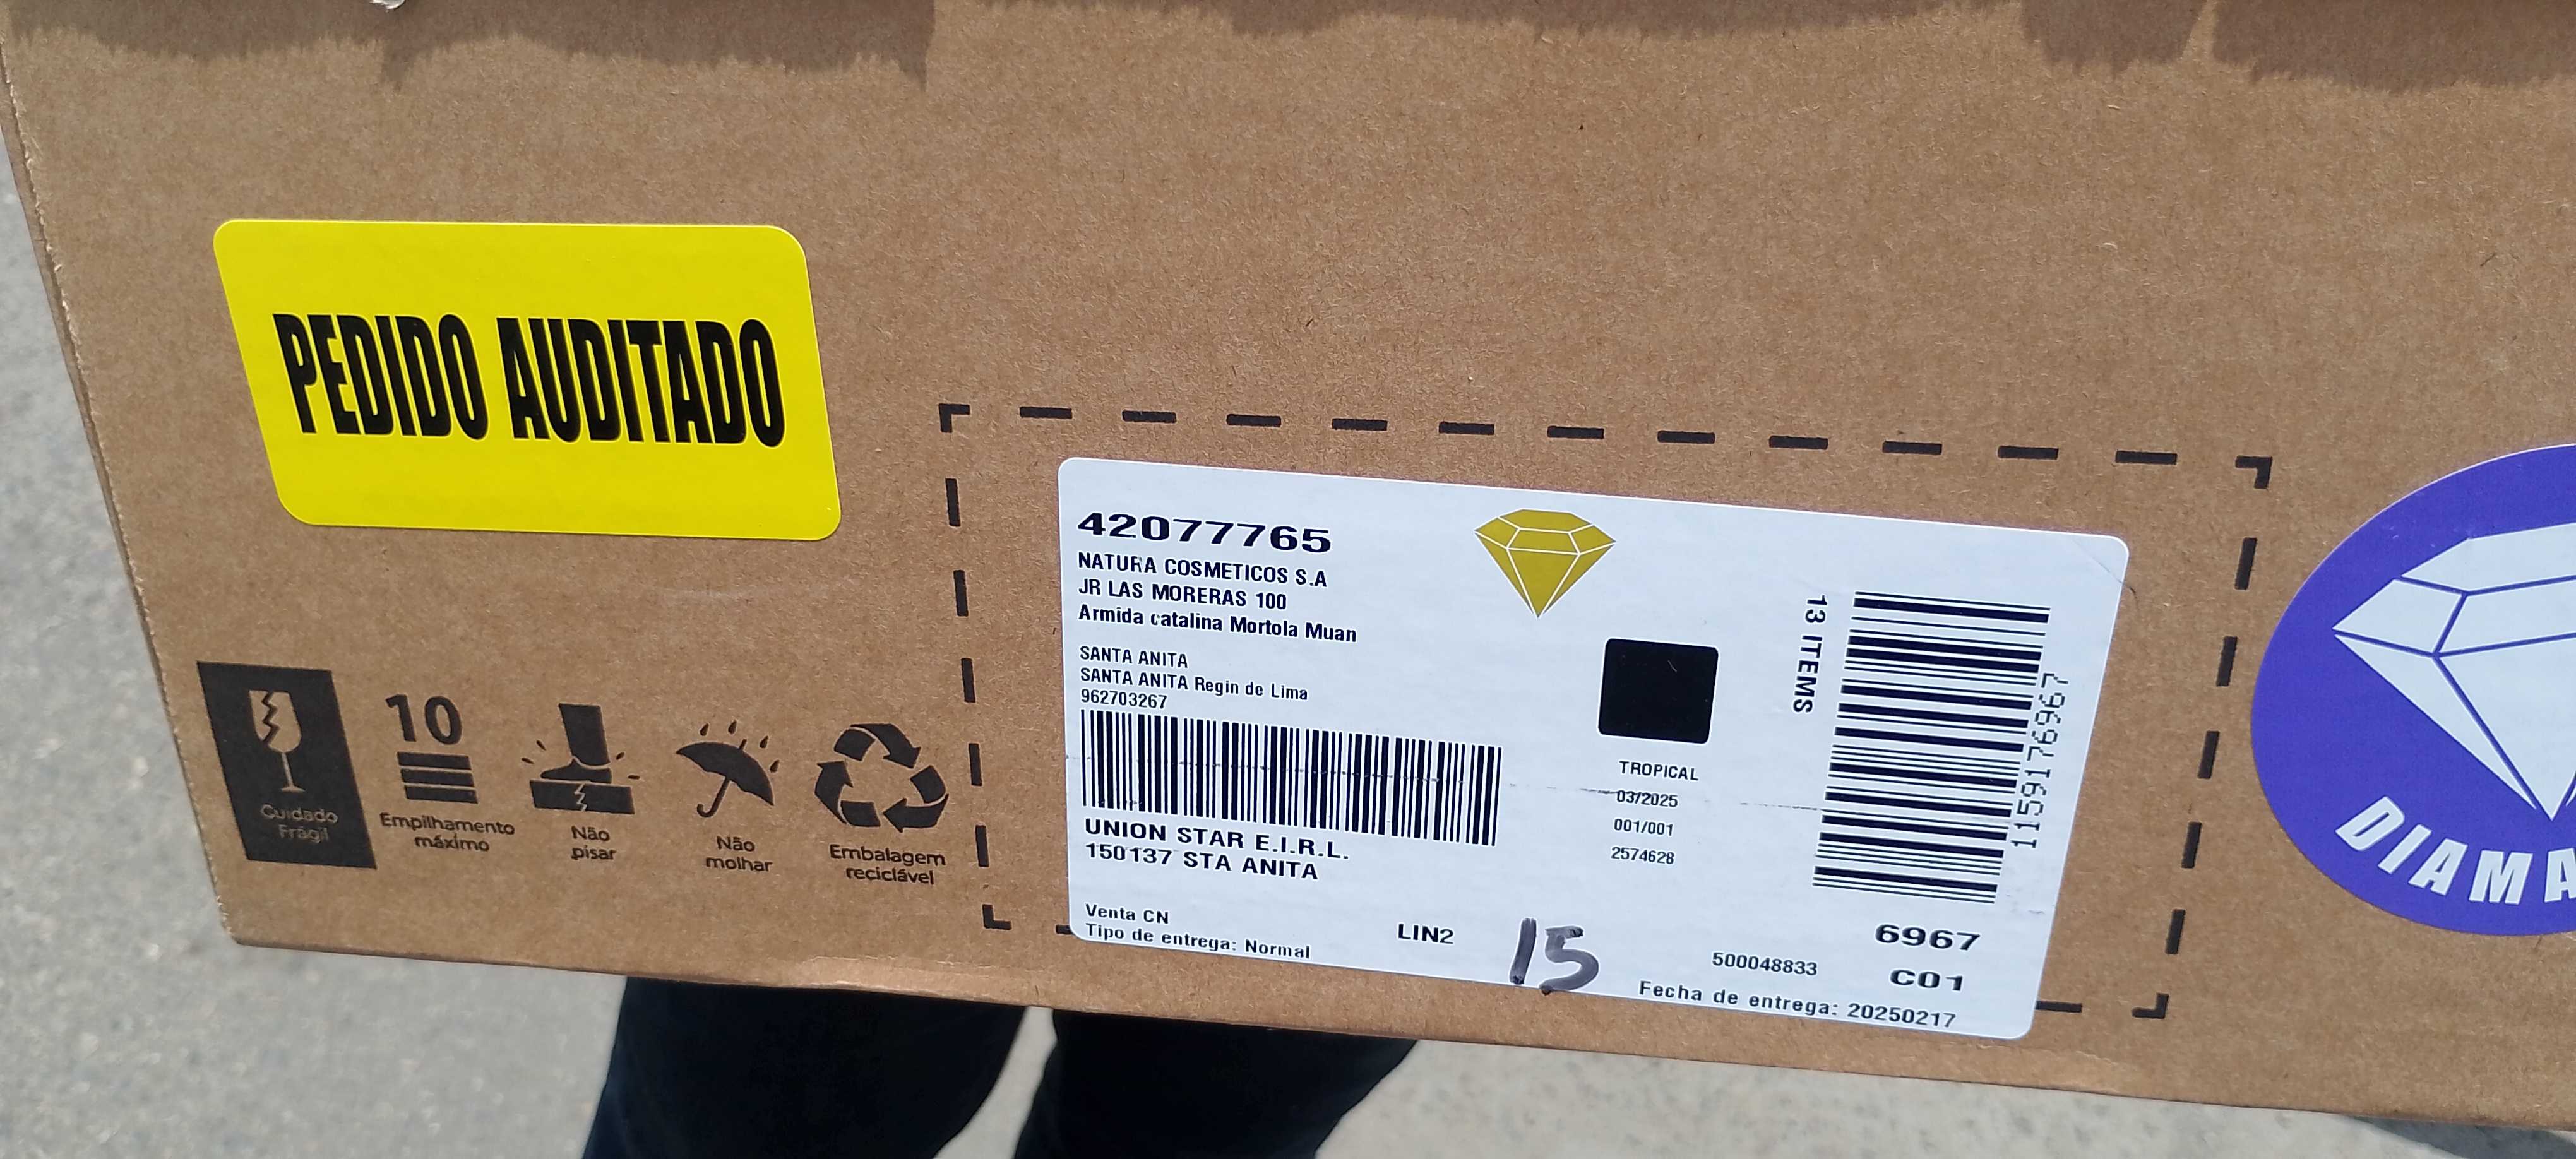 PEDIDO AUDITADO
Cuidado
Frágil
10
Empilhamento
máximo
Não
pisar
Não
molhar
Embalagem
reciclável
42077765
NATURA COSMETICOS S.A
JR LAS MORERAS 100
Armida catalina Mortola Muan
SANTA ANITA
SANTA ANITA Regin de Lima
962703267
UNION STAR E.I.R.L.
150137 STA ANITA
Venta CN
Tipo de entrega: Normal
LIN2
15
TROPICAL
03/2025
001/001
2574628
13 ITEMS
115917696967
6967
500048833
C01
Fecha de entrega: 20250217
DIAMA